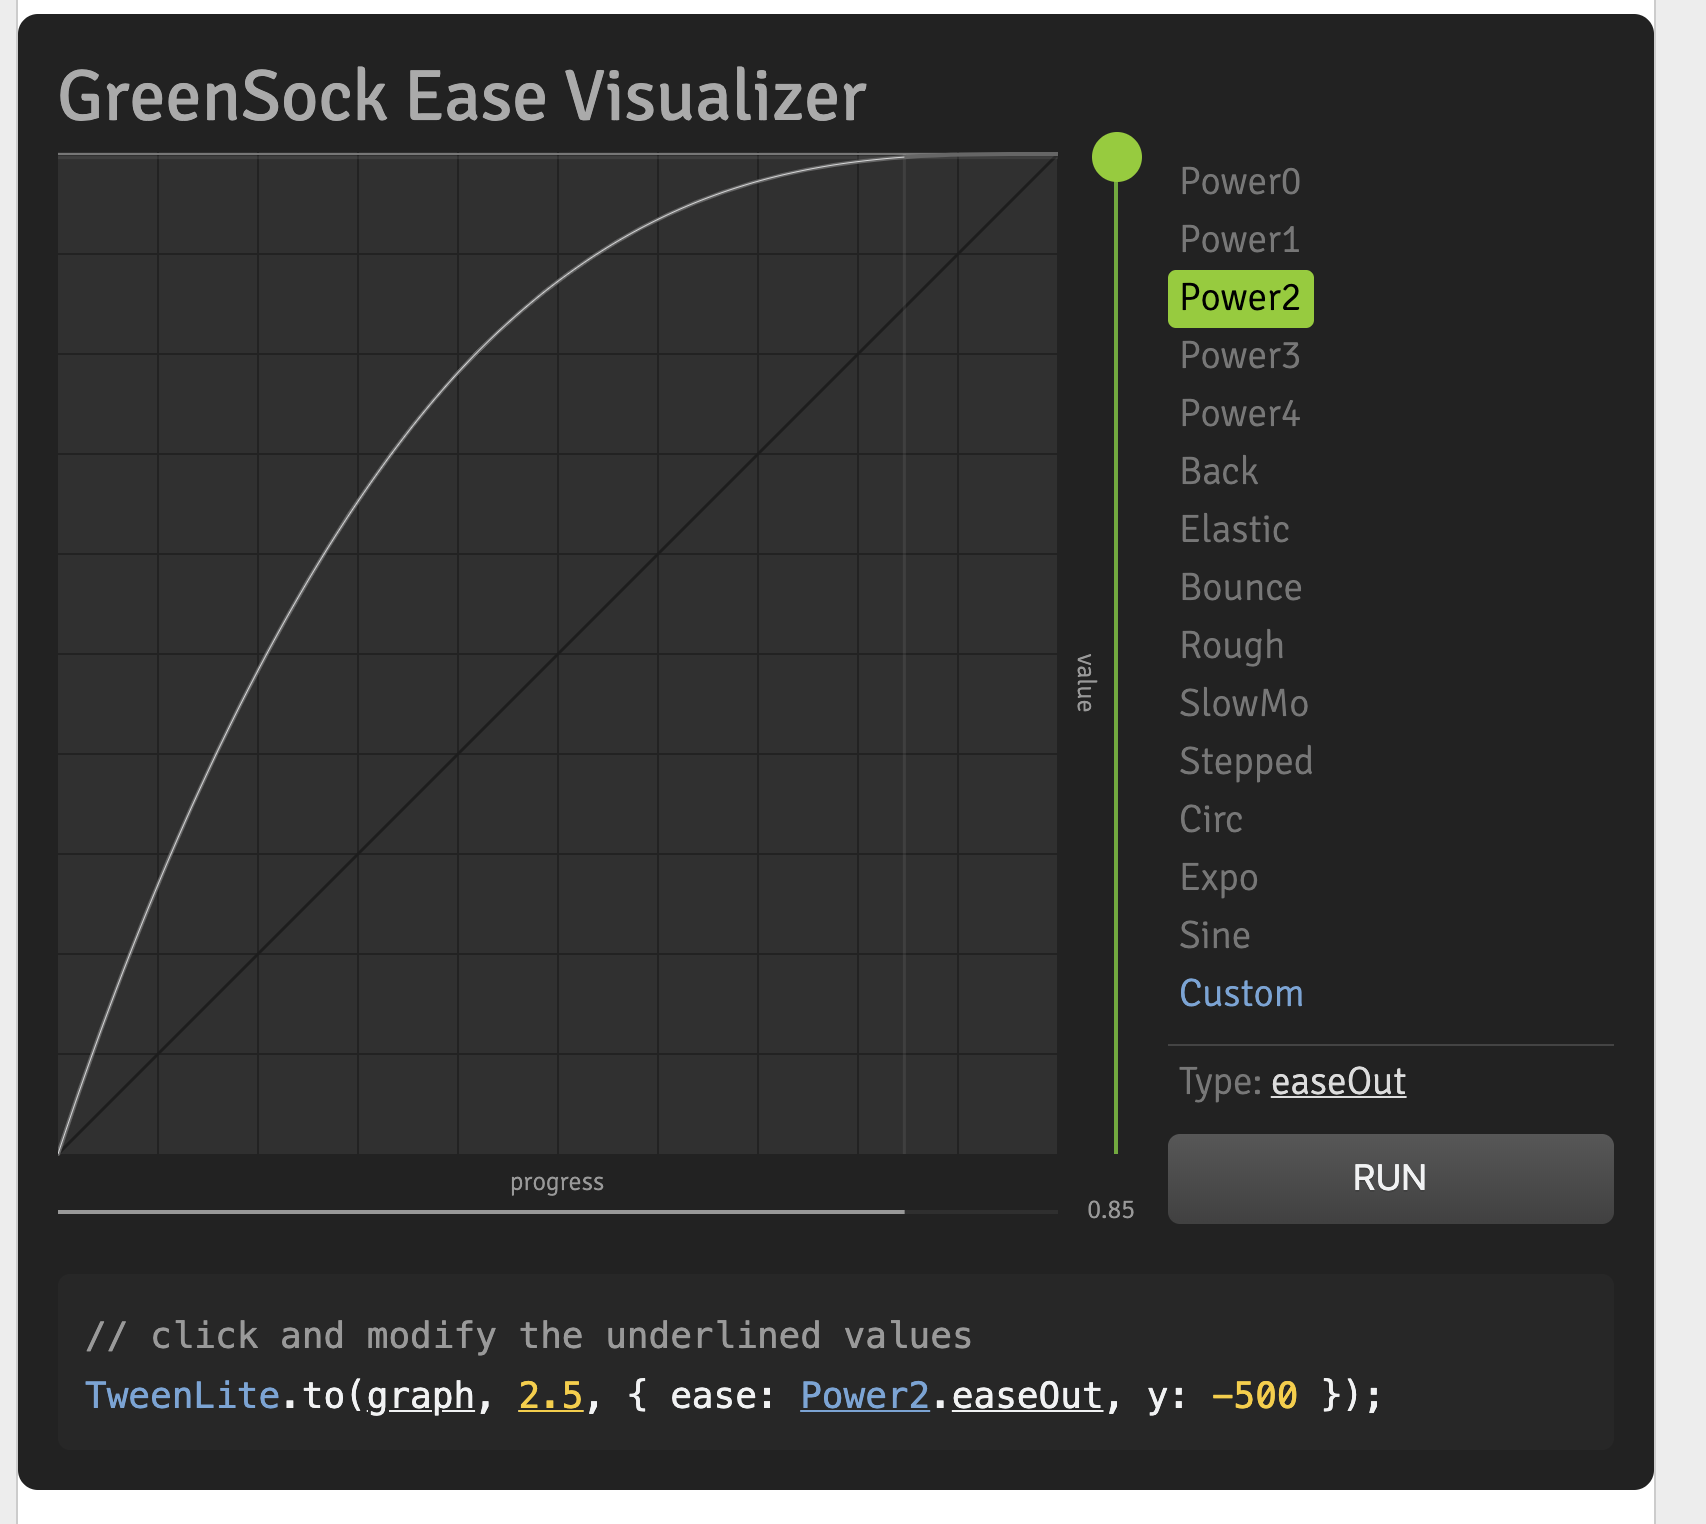 GreenSock Ease Visualizer
Power0
Power1
Power2
Power3
Power4
Back
Elastic
Bounce
Rough
SlowMo
Stepped
Circ
Expo
Sine
Custom
value
Type: easeOut
RUN
progress
0.85
// click and modify the underlined values
TweenLite.to(graph, 2.5, { ease: Power2.easeOut, y: -500 });